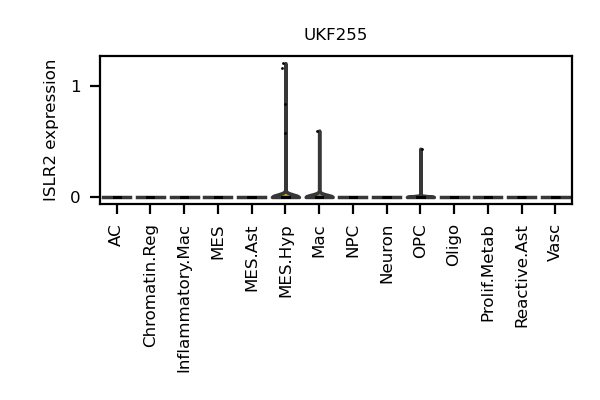 UKF255
ISLR2 expression
1
0
AC
Chromatin.Reg
Inflammatory.Mac
MES
MES.Ast
MES.Hyp
Mac
NPC
Neuron
OPC
Oligo
Prolif.Metab
Reactive.Ast
Vasc